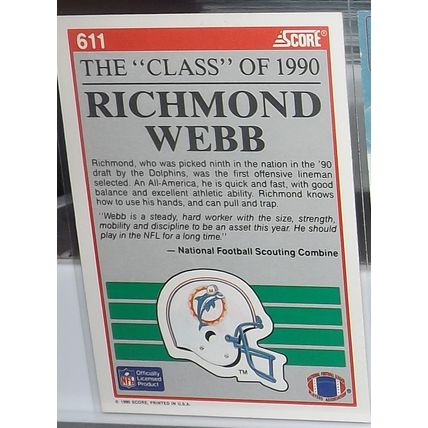 611
SCORE
THE "CLASS" OF 1990
RICHMOND
WEBB
Richmond, who was picked ninth in the nation in the '90
draft by the Dolphins, was the first offensive lineman
selected. An All-America, he is quick and fast, with good
balance and excellent athletic ability. Richmond knows
how to use his hands, and can pull and trap.
"Webb is a steady, hard worker with the size, strength,
mobility and discipline to be an asset this year. He should
play in the NFL for a long time."
— National Football Scouting Combine
TM
NFL
Officially
Licensed
Product
© 1990 SCORE, PRINTED IN U.S.A.